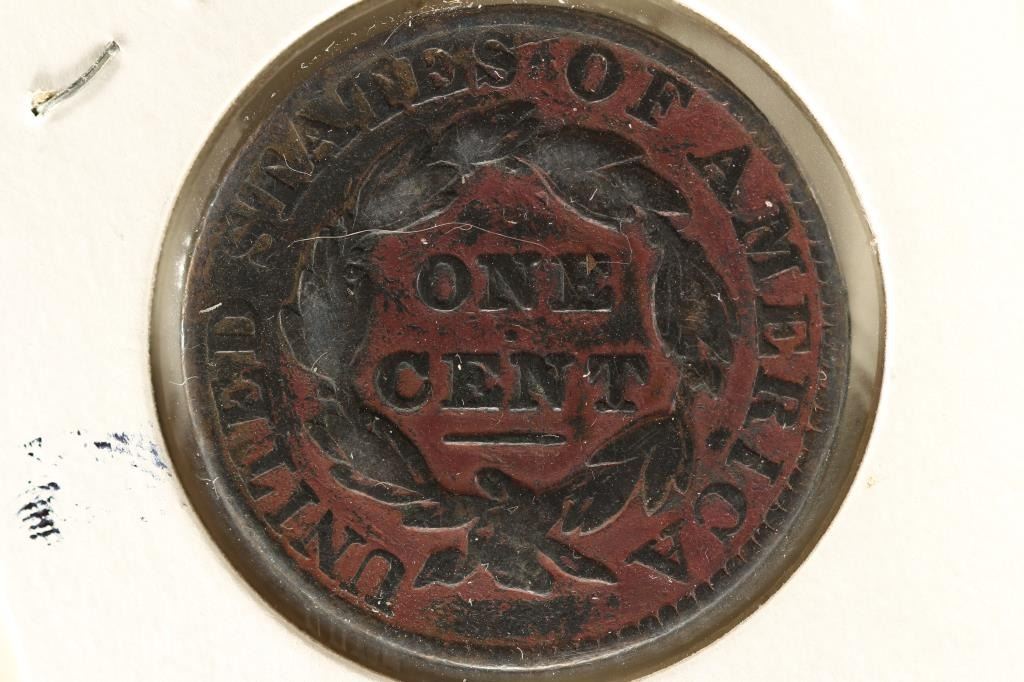 UNITED STATES OF AMERICA
ONE
CENT